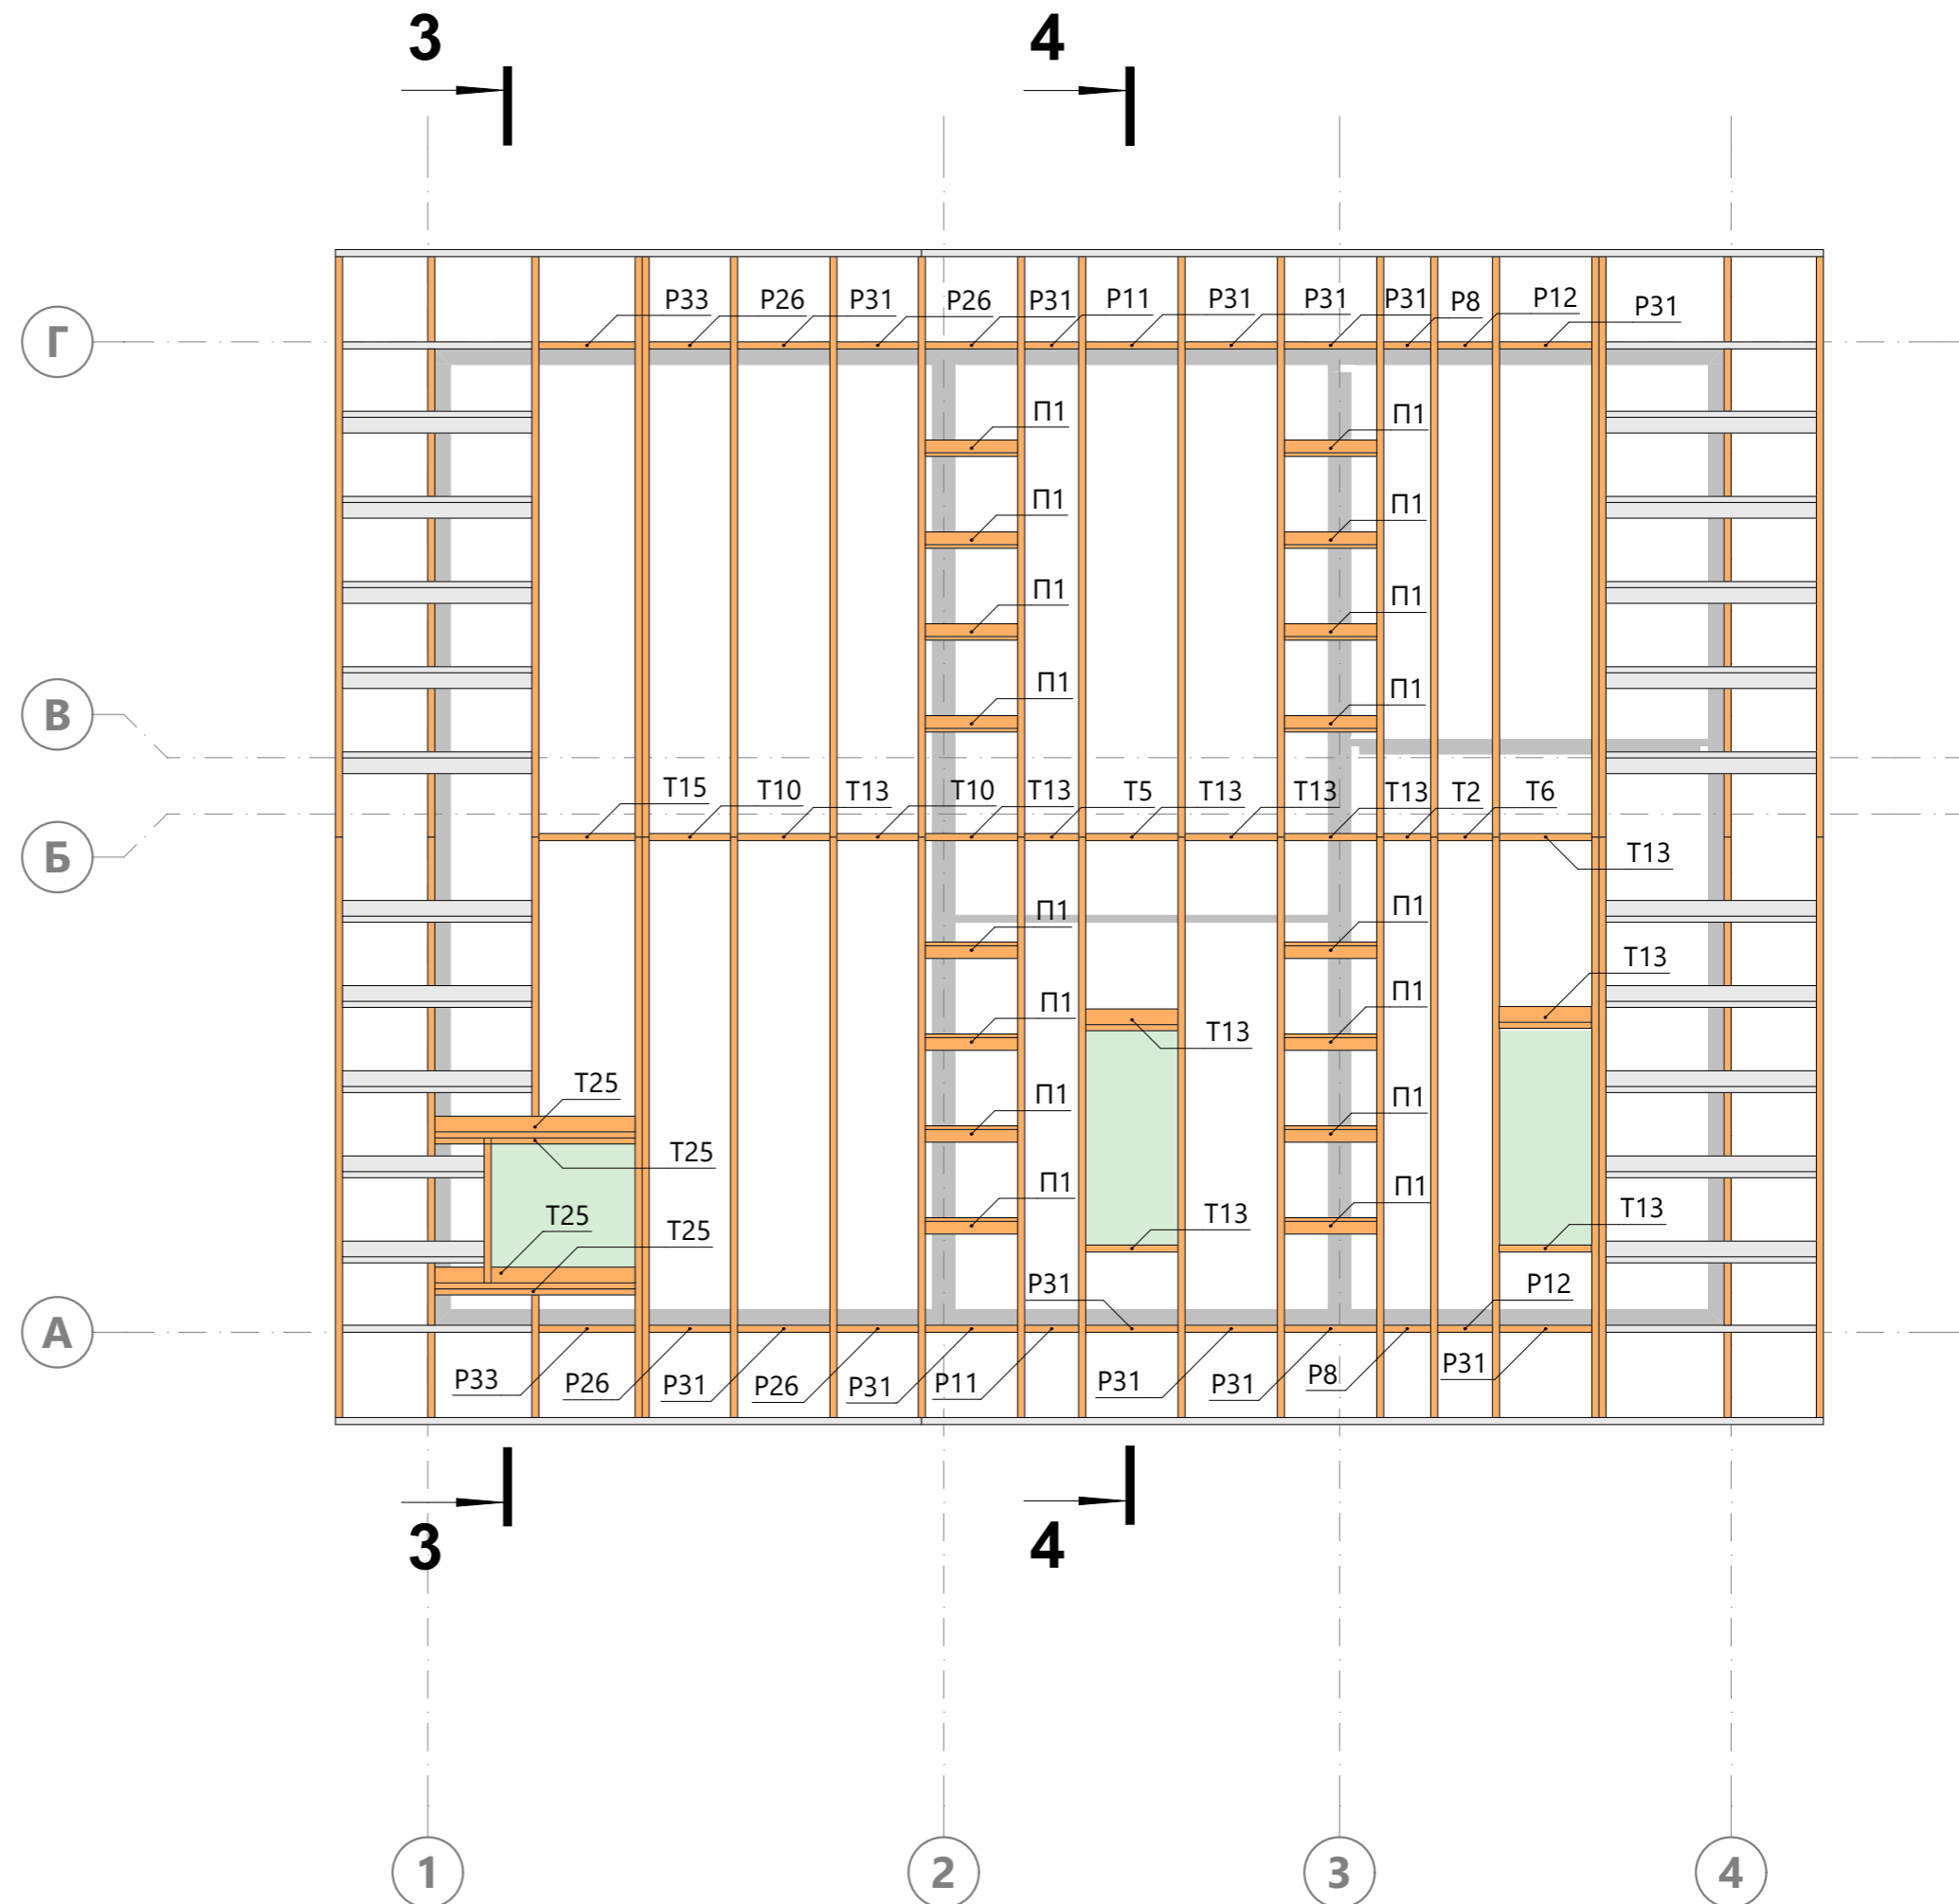 3 4
Г
Р33 Р26 Р31 Р26 Р31 Р11 Р31 Р31 Р31 Р8 Р12 Р31
П1 П1
П1 П1
П1 П1
П1 П1
В
Т15 Т10 Т13 Т10 Т13 Т5 Т13 Т13 Т13 Т2 Т6
Б
Т13
П1 П1
Т13
П1 П1
Т13
Т25
П1 П1
Т25
П1 П1
Т25 Т25
Т13 Т13
Р31 Р12
А
Р33 Р26 Р31 Р26 Р31 Р11 Р31 Р31 Р8 Р31
3 4
1 2 3 4